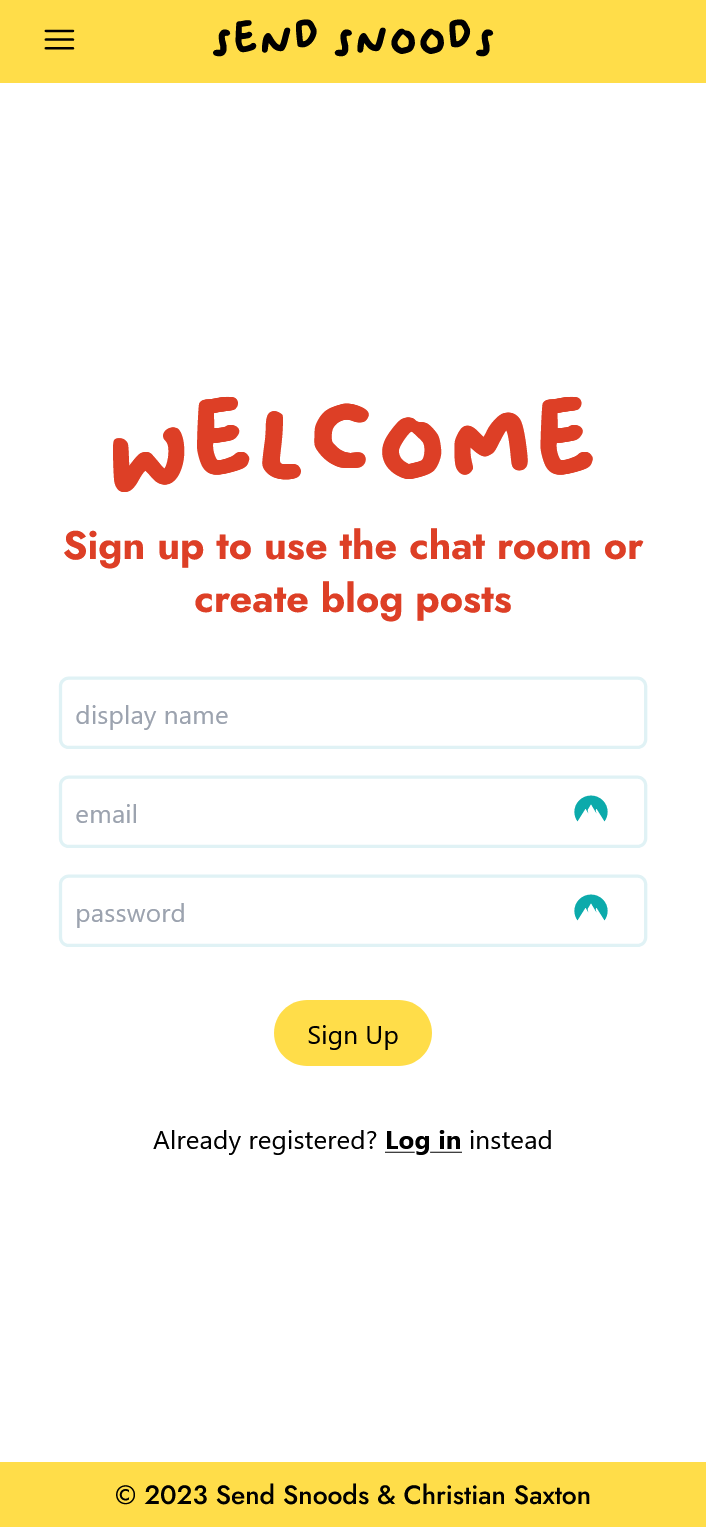 SEND SNOODS
WELCOME
Sign up to use the chat room or
create blog posts
display name
email
password
Sign Up
Already registered? Log in instead
© 2023 Send Snoods & Christian Saxton